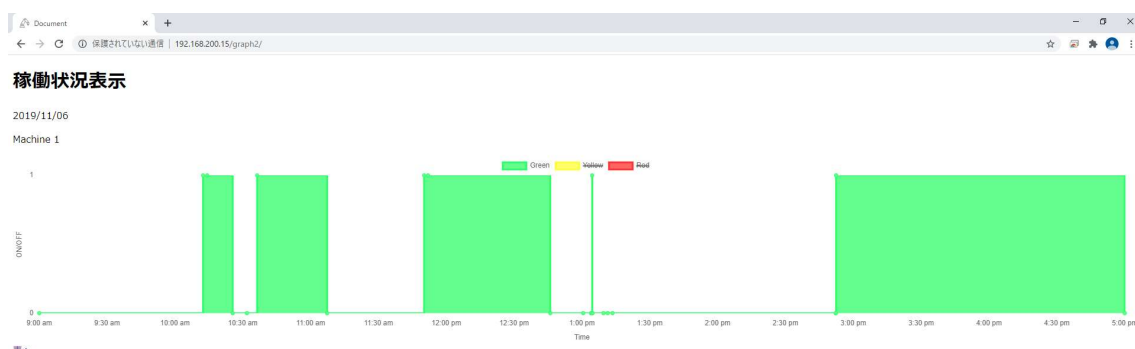 Document
保護されていない通信 | 192.168.200.15/graph2/
稼働状況表示
2019/11/06
Machine 1
Green Yellow Red
1
ON/OFF
0
9:00 am 9:30 am 10:00 am 10:30 am 11:00 am 11:30 am 12:00 pm 12:30 pm 1:00 pm 1:30 pm 2:00 pm 2:30 pm 3:00 pm 3:30 pm 4:00 pm 4:30 pm 5:00 pm
Time